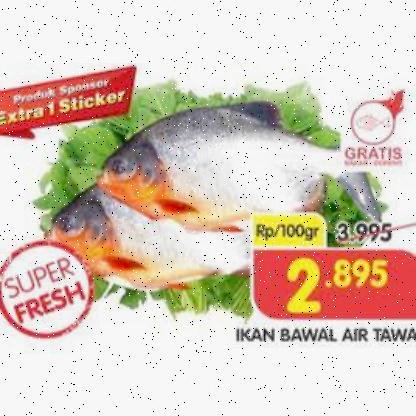 Produk Sponsor
Extra 1 Sticker
GRATIS
Rp/100gr 3.995
2.895
SUPER
FRESH
IKAN BAWAL AIR TAWA